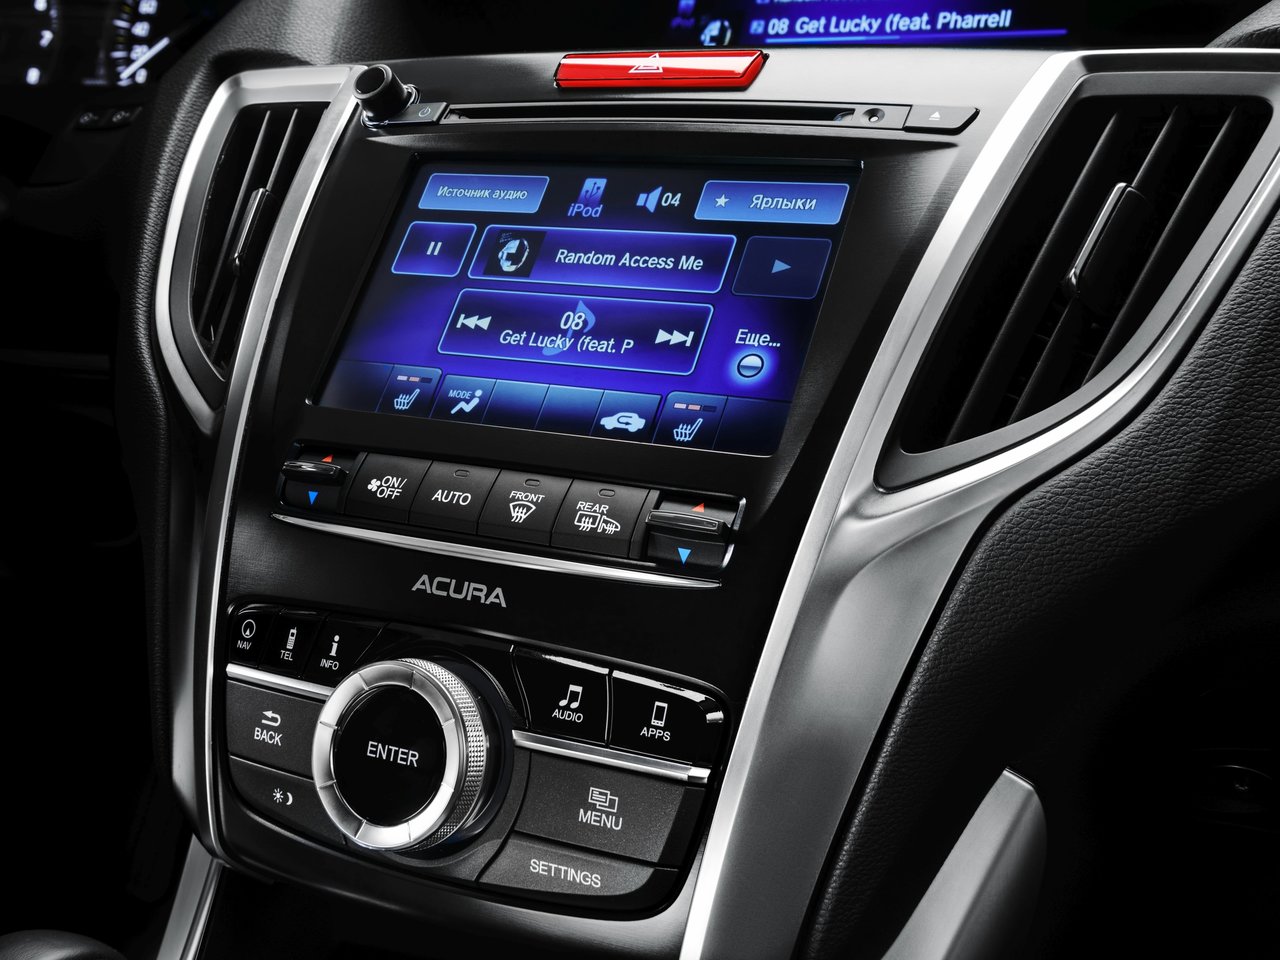 08 Get Lucky (feat. Pharrell
Источник аудио
iPod
04
Ярлыки
Random Access Me
08
Get Lucky (feat. P
Еще...
MODE
ON/
OFF
AUTO
FRONT
REAR
ACURA
NAV
TEL
INFO
AUDIO
APPS
BACK
ENTER
MENU
SETTINGS